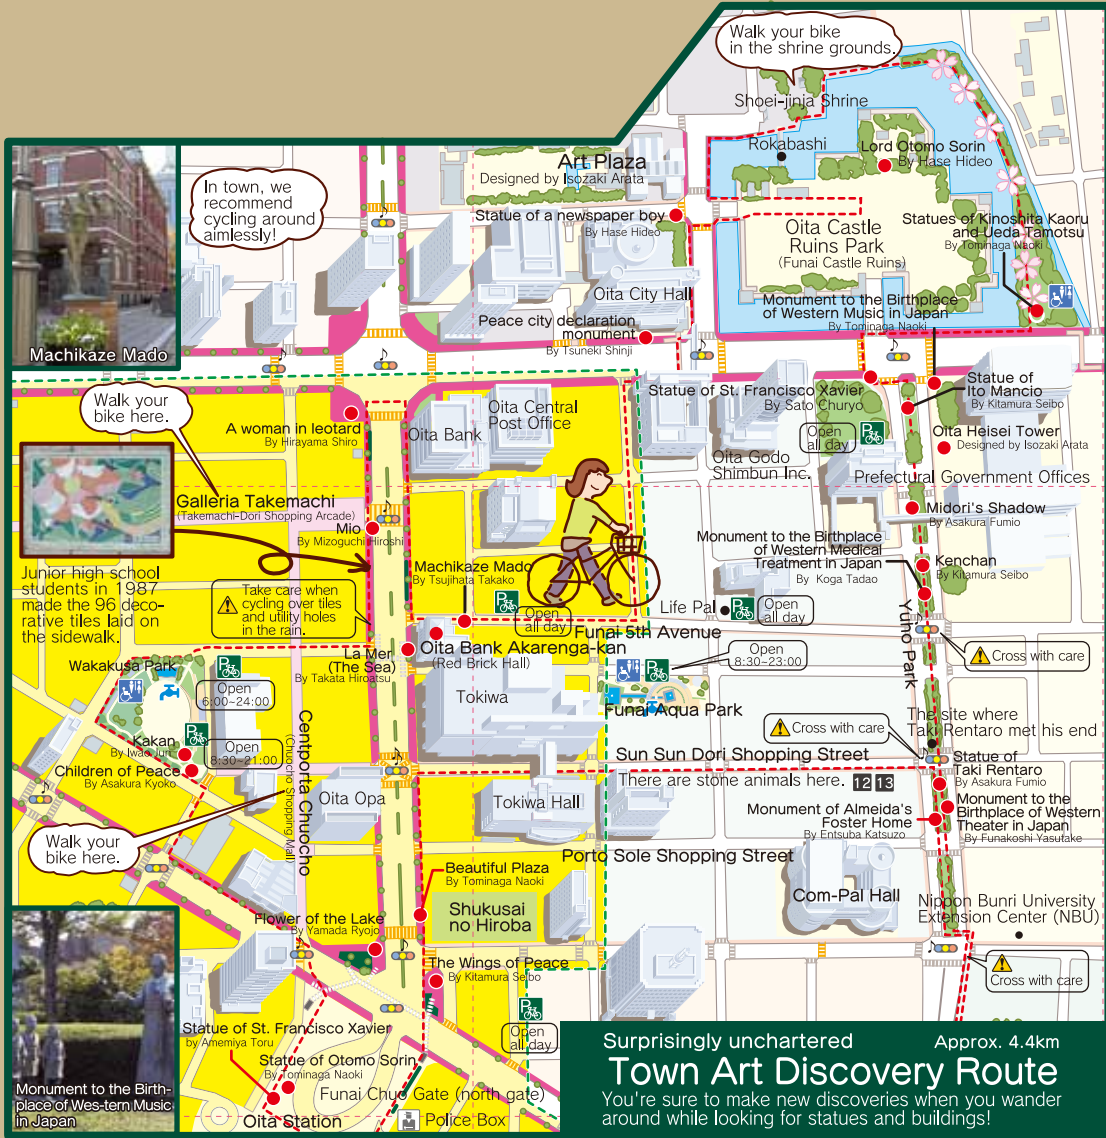 Walk your bike
in the shrine grounds.
Shoei-jinja Shrine
Rokabashi
Lord Otomo Sorin
By Hase Hideo
Art Plaza
Designed by Isozaki Arata
In town, we
recommend
cycling around
aimlessly!
Statue of a newspaper boy
By Hase Hideo
Oita Castle
Ruins Park
(Funai Castle Ruins)
Statues of Kinoshita Kaoru
and Ueda Tamotsu
By Tominaga Naoki
Oita City Hall
Monument to the Birthplace
of Western Music in Japan
By Tominaga Naoki
Peace city declaration
monument
By Tsuneki Shinji
Machikaze Mado
Walk your
bike here.
A woman in leotard
By Hirayama Shiro
Oita Bank
Oita Central
Post Office
Statue of St. Francisco Xavier
By Sato Churyo
Statue of
Ito Mancio
By Kitamura Seibo
Open
all day
P
Oita Heisei Tower
Designed by Isozaki Arata
Oita Godo
Shimbun Inc.
Prefectural Government Offices
Galleria Takemachi
(Takemachi-Dori Shopping Arcade)
Mio
By Mizoguchi Hiroshi
Midori's Shadow
By Asakura Fumio
Monument to the Birthplace
of Western Medical
Treatment in Japan
By Koga Tadao
Kenchan
By Kitamura Seibo
Machikaze Mado
By Tsujihata Takako
Junior high school
students in 1987
made the 96 deco-
rative tiles laid on
the sidewalk.
Take care when
cycling over tiles
and utility holes
in the rain.
P
Open
all day
Life Pal
P
Open
all day
Yuho Park
Funai 5th Avenue
La Mer
(The Sea)
By Takata Hiroatsu
Oita Bank Akarenga-kan
(Red Brick Hall)
Open
8:30~23:00
P
Cross with care
Wakakusa Park
P
Open
6:00~24:00
Tokiwa
Funai Aqua Park
Cross with care
The site where
Taki Rentaro met his end
Kakan
By Iwao Jun
P
Open
8:30~21:00
Children of Peace
By Asakura Kyoko
Centporta Chuocho
(Chuocho Shopping Mall)
Sun Sun Dori Shopping Street
There are stone animals here. 12 13
Statue of
Taki Rentaro
By Asakura Fumio
Oita Opa
Tokiwa Hall
Monument of Almeida's
Foster Home
By Entsuba Katsuzo
Monument to the
Birthplace of Western
Theater in Japan
By Funakoshi Yasutake
Walk your
bike here.
Porto Sole Shopping Street
Beautiful Plaza
By Tominaga Naoki
Com-Pal Hall
Shukusai
no Hiroba
Nippon Bunri University
Extension Center (NBU)
Flower of the Lake
By Yamada Ryojo
The Wings of Peace
By Kitamura Seibo
Cross with care
P
Open
all day
Statue of St. Francisco Xavier
by Amemiya Toru
Statue of Otomo Sorin
By Tominaga Naoki
Funai Chuo Gate (north gate)
Oita Station
Police Box
Monument to the Birth-
place of Wes-tern Music
in Japan
Surprisingly unchartered Approx. 4.4km
Town Art Discovery Route
You're sure to make new discoveries when you wander
around while looking for statues and buildings!